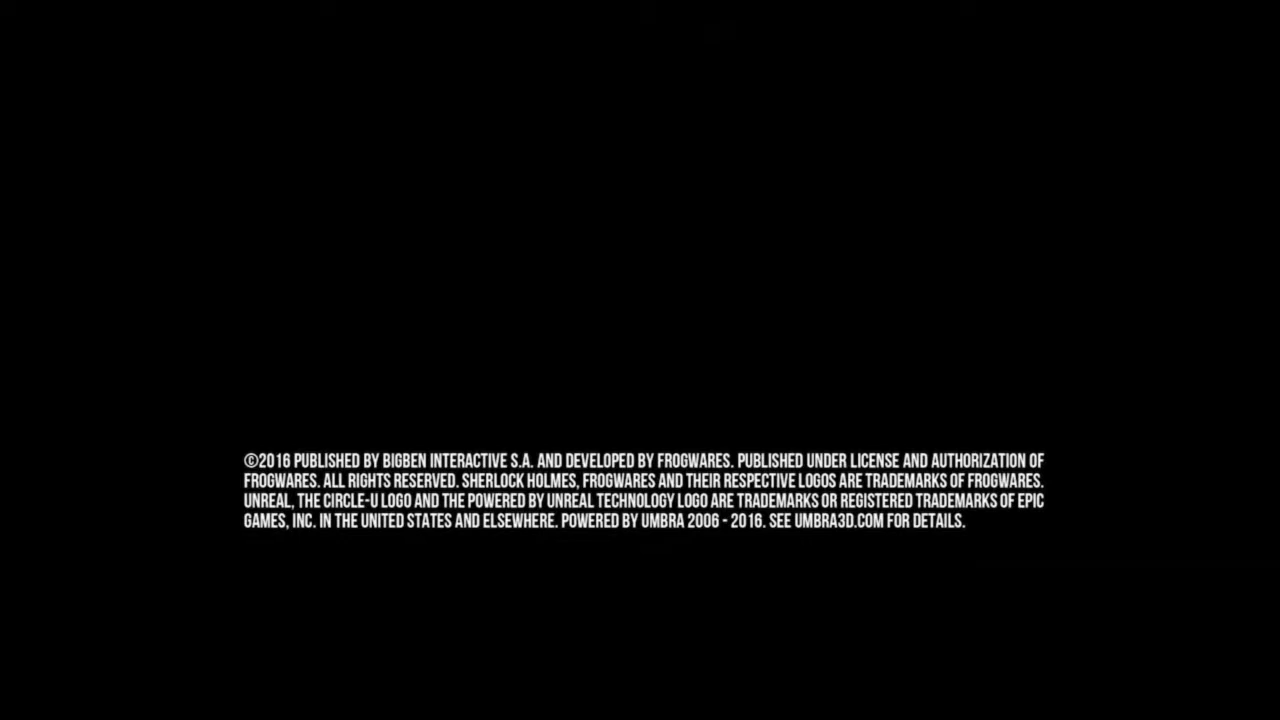 ©2016 PUBLISHED BY BIGBEN INTERACTIVE S.A. AND DEVELOPED BY FROGWARES. PUBLISHED UNDER LICENSE AND AUTHORIZATION OF
FROGWARES. ALL RIGHTS RESERVED. SHERLOCK HOLMES, FROGWARES AND THEIR RESPECTIVE LOGOS ARE TRADEMARKS OF FROGWARES.
UNREAL, THE CIRCLE-U LOGO AND THE POWERED BY UNREAL TECHNOLOGY LOGO ARE TRADEMARKS OR REGISTERED TRADEMARKS OF EPIC
GAMES, INC. IN THE UNITED STATES AND ELSEWHERE. POWERED BY UMBRA 2006 - 2016. SEE UMBRA3D.COM FOR DETAILS.